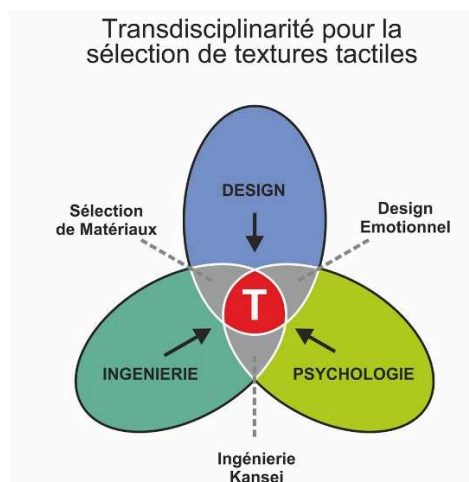 Transdisciplinarité pour la
sélection de textures tactiles
DESIGN
Sélection
de Matériaux
Design
Emotionnel
T
INGENIERIE
PSYCHOLOGIE
Ingénierie
Kansei